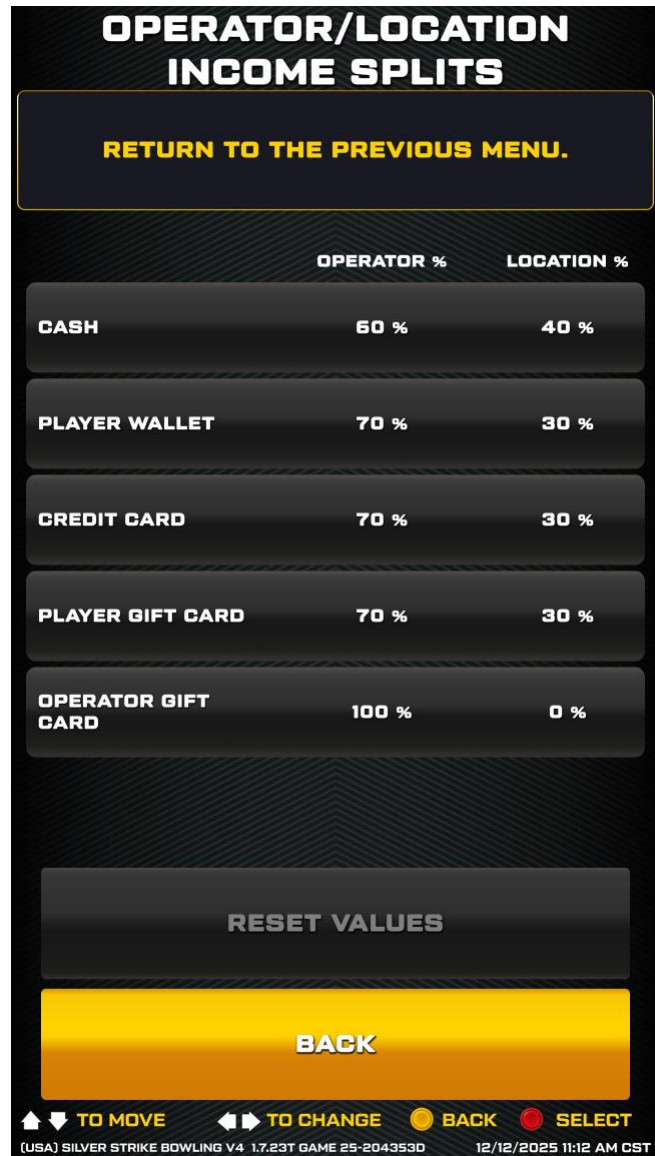 OPERATOR/LOCATION
INCOME SPLITS
RETURN TO THE PREVIOUS MENU.
OPERATOR % LOCATION %
CASH 60 % 40 %
PLAYER WALLET 70 % 30 %
CREDIT CARD 70 % 30 %
PLAYER GIFT CARD 70 % 30 %
OPERATOR GIFT
CARD 100 % 0 %
RESET VALUES
BACK
TO MOVE TO CHANGE BACK SELECT
(USA) SILVER STRIKE BOWLING V4 1.7.23T GAME 25-204353D 12/12/2025 11:12 AM CST